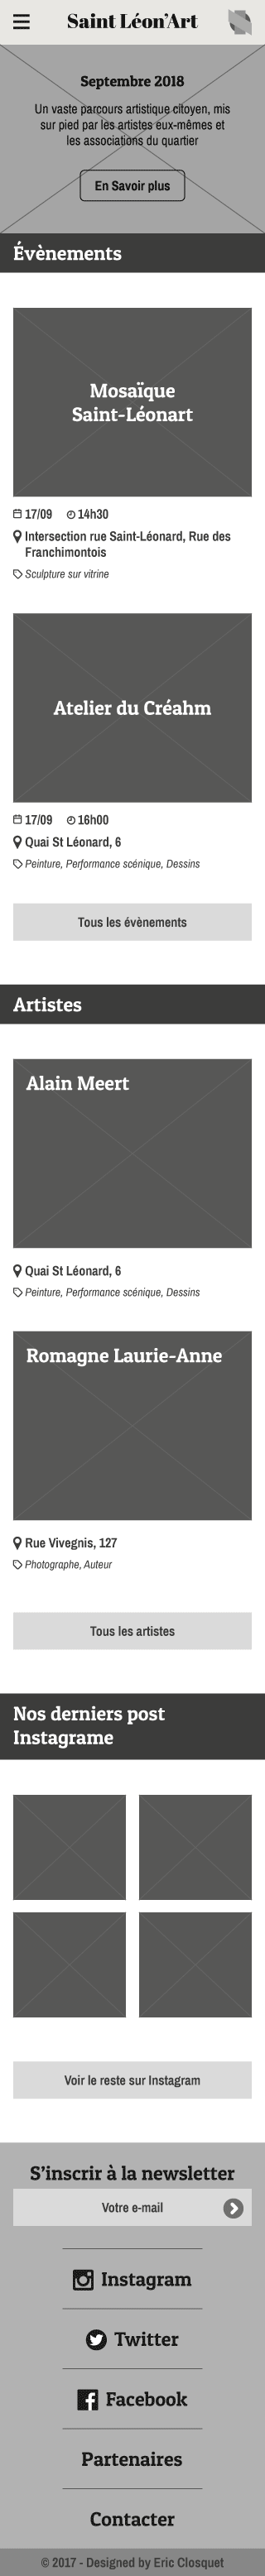 Saint Léon'Art
Septembre 2018
Un vaste parcours artistique citoyen, mis
sur pied par les artistes eux-mêmes et
les associations du quartier
En Savoir plus
Évènements
Mosaïque
Saint-Léonart
17/09 14h30
Intersection rue Saint-Léonard, Rue des
Franchimontois
Sculpture sur vitrine
Atelier du Créahm
17/09 16h00
Quai St Léonard, 6
Peinture, Performance scénique, Dessins
Tous les évènements
Artistes
Alain Meert
Quai St Léonard, 6
Peinture, Performance scénique, Dessins
Romagne Laurie-Anne
Rue Vivegnis, 127
Photographe, Auteur
Tous les artistes
Nos derniers post
Instagrame
Voir le reste sur Instagram
S'inscrir à la newsletter
Votre e-mail
Instagram
Twitter
Facebook
Partenaires
Contacter
© 2017 - Designed by Eric Closquet